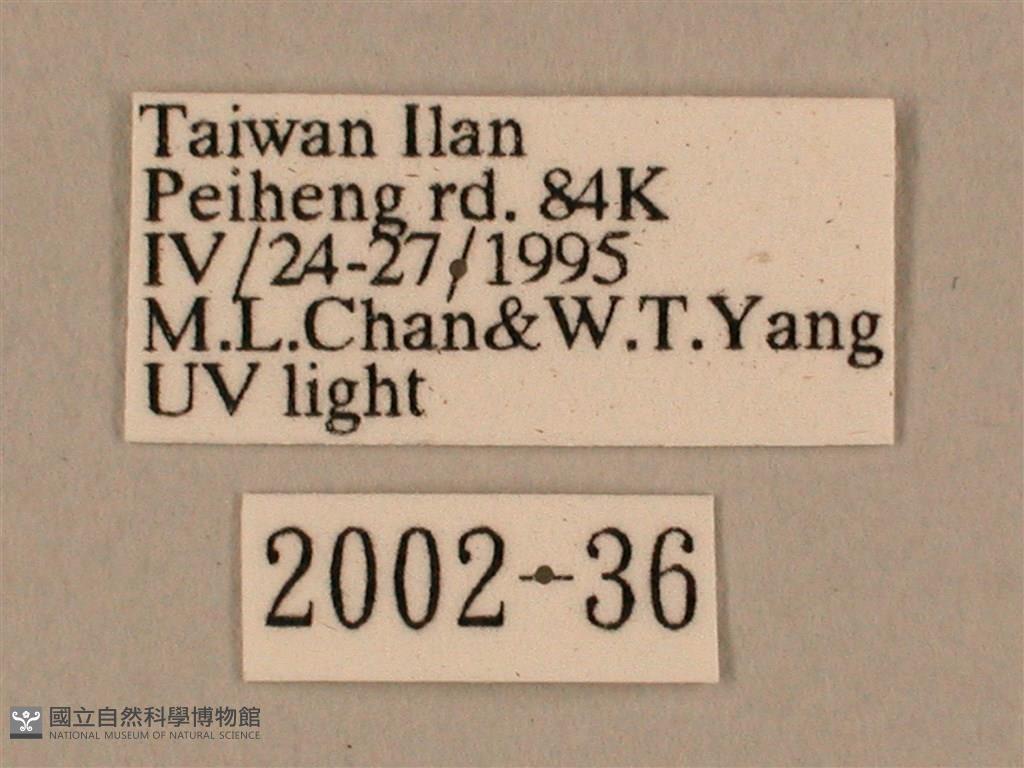 Taiwan Ilan
Peiheng rd. 84K
IV/24-27/1995
M.L.Chan&W.T.Yang
UV light
2002-36
國立自然科學博物館
NATIONAL MUSEUM OF NATURAL SCIENCE